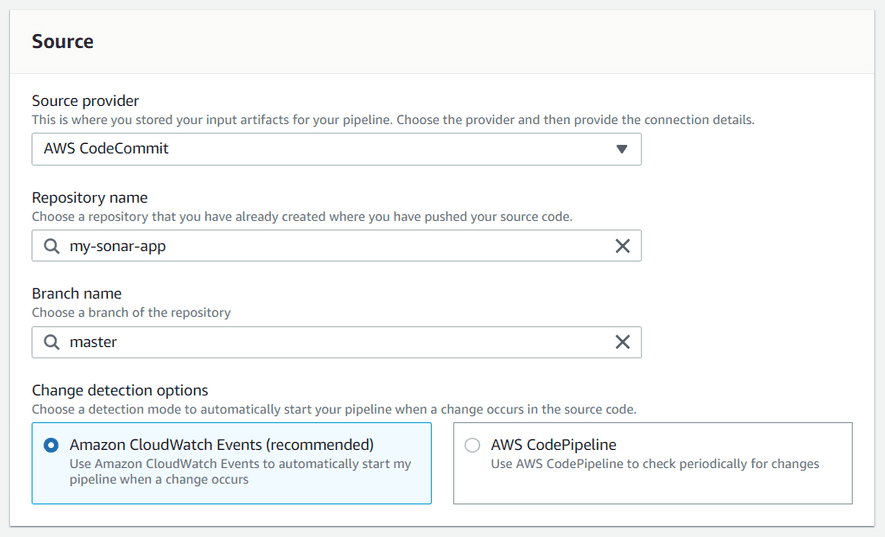 Source
Source provider
This is where you stored your input artifacts for your pipeline. Choose the provider and then provide the connection details.
AWS CodeCommit
Repository name
Choose a repository that you have already created where you have pushed your source code.
my-sonar-app
Branch name
Choose a branch of the repository
master
Change detection options
Choose a detection mode to automatically start your pipeline when a change occurs in the source code.
Amazon CloudWatch Events (recommended)
Use Amazon CloudWatch Events to automatically start my
pipeline when a change occurs
AWS CodePipeline
Use AWS CodePipeline to check periodically for changes